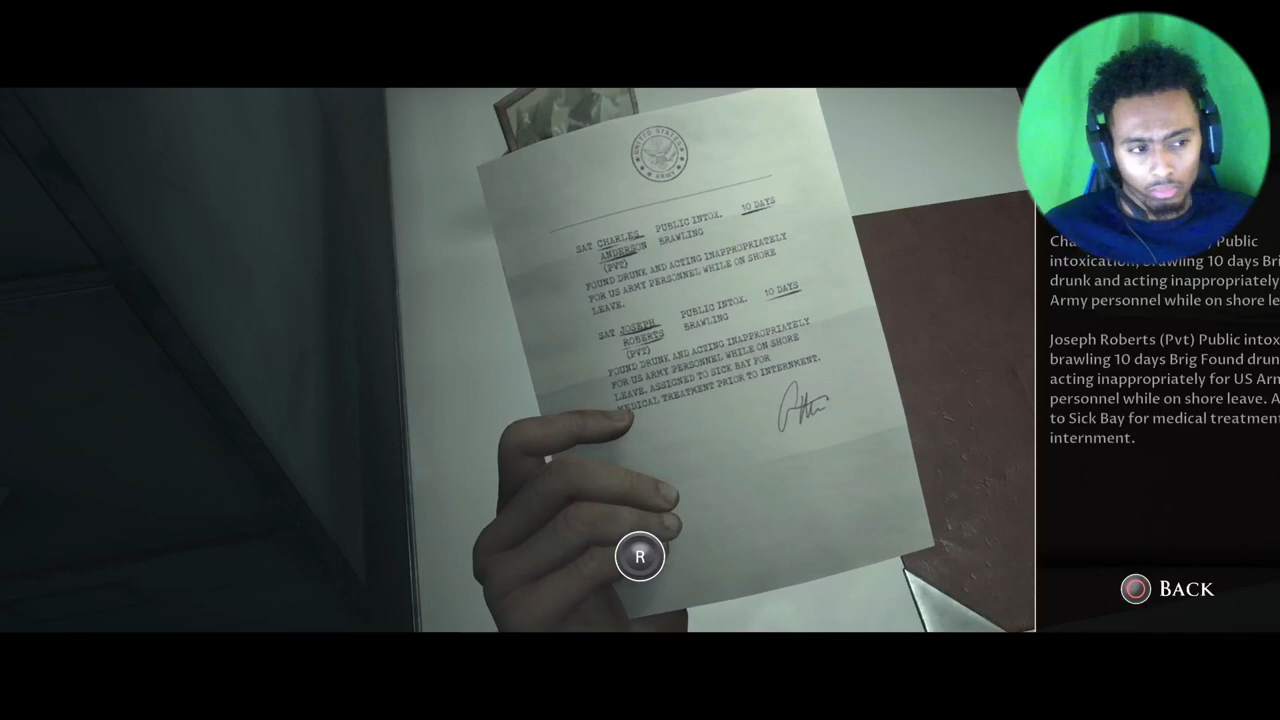 UNITED STATES
ARMY
SAT CHARLES ANDERSON (PVT) PUBLIC INTOX. BRAWLING 10 DAYS
FOUND DRUNK AND ACTING INAPPROPRIATELY
FOR US ARMY PERSONNEL WHILE ON SHORE
LEAVE.
SAT JOSEPH ROBERTS (PVT) PUBLIC INTOX. BRAWLING 10 DAYS
FOUND DRUNK AND ACTING INAPPROPRIATELY
FOR US ARMY PERSONNEL WHILE ON SHORE
LEAVE. ASSIGNED TO SICK BAY FOR
MEDICAL TREATMENT PRIOR TO INTERNMENT.
R
Cha Public
intoxication, brawling 10 days Bri
drunk and acting inappropriately
Army personnel while on shore le
Joseph Roberts (Pvt) Public intox
brawling 10 days Brig Found drun
acting inappropriately for US Arm
personnel while on shore leave. A
to Sick Bay for medical treatmen
internment.
BACK